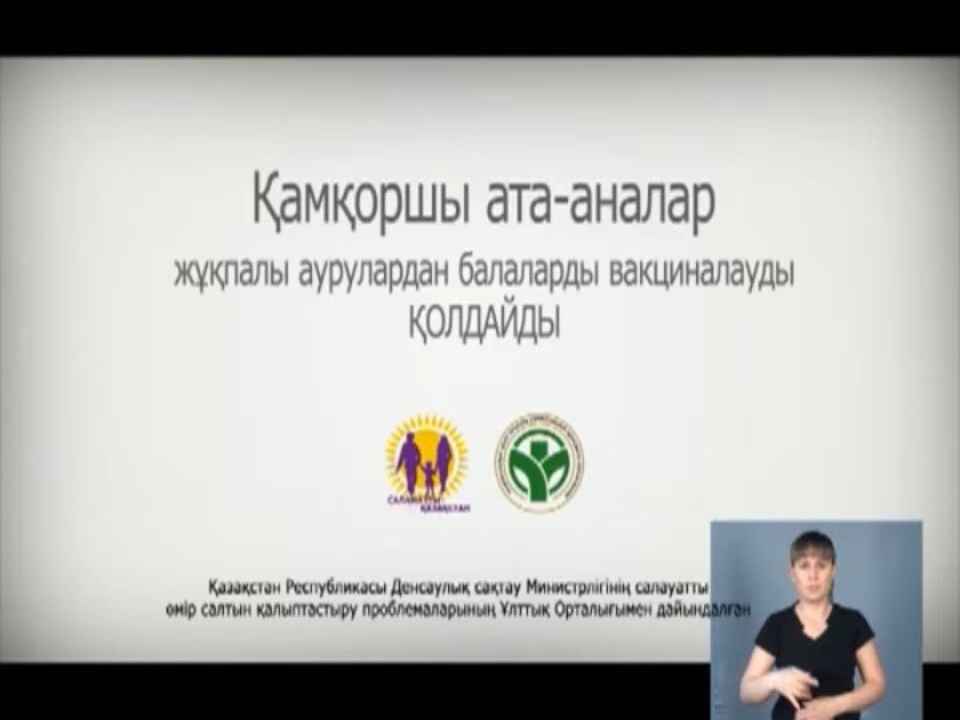 Қамқоршы ата-аналар
жұқпалы аурулардан балаларды вакциналауды
ҚОЛДАЙДЫ
САЛАМАТТЫ
ҚАЗАҚСТАН
Қазақстан Республикасы Денсаулық сақтау Министрлігінің салауатты
өмір салтын қалыптастыру проблемаларының Ұлттық Орталығымен дайындалған